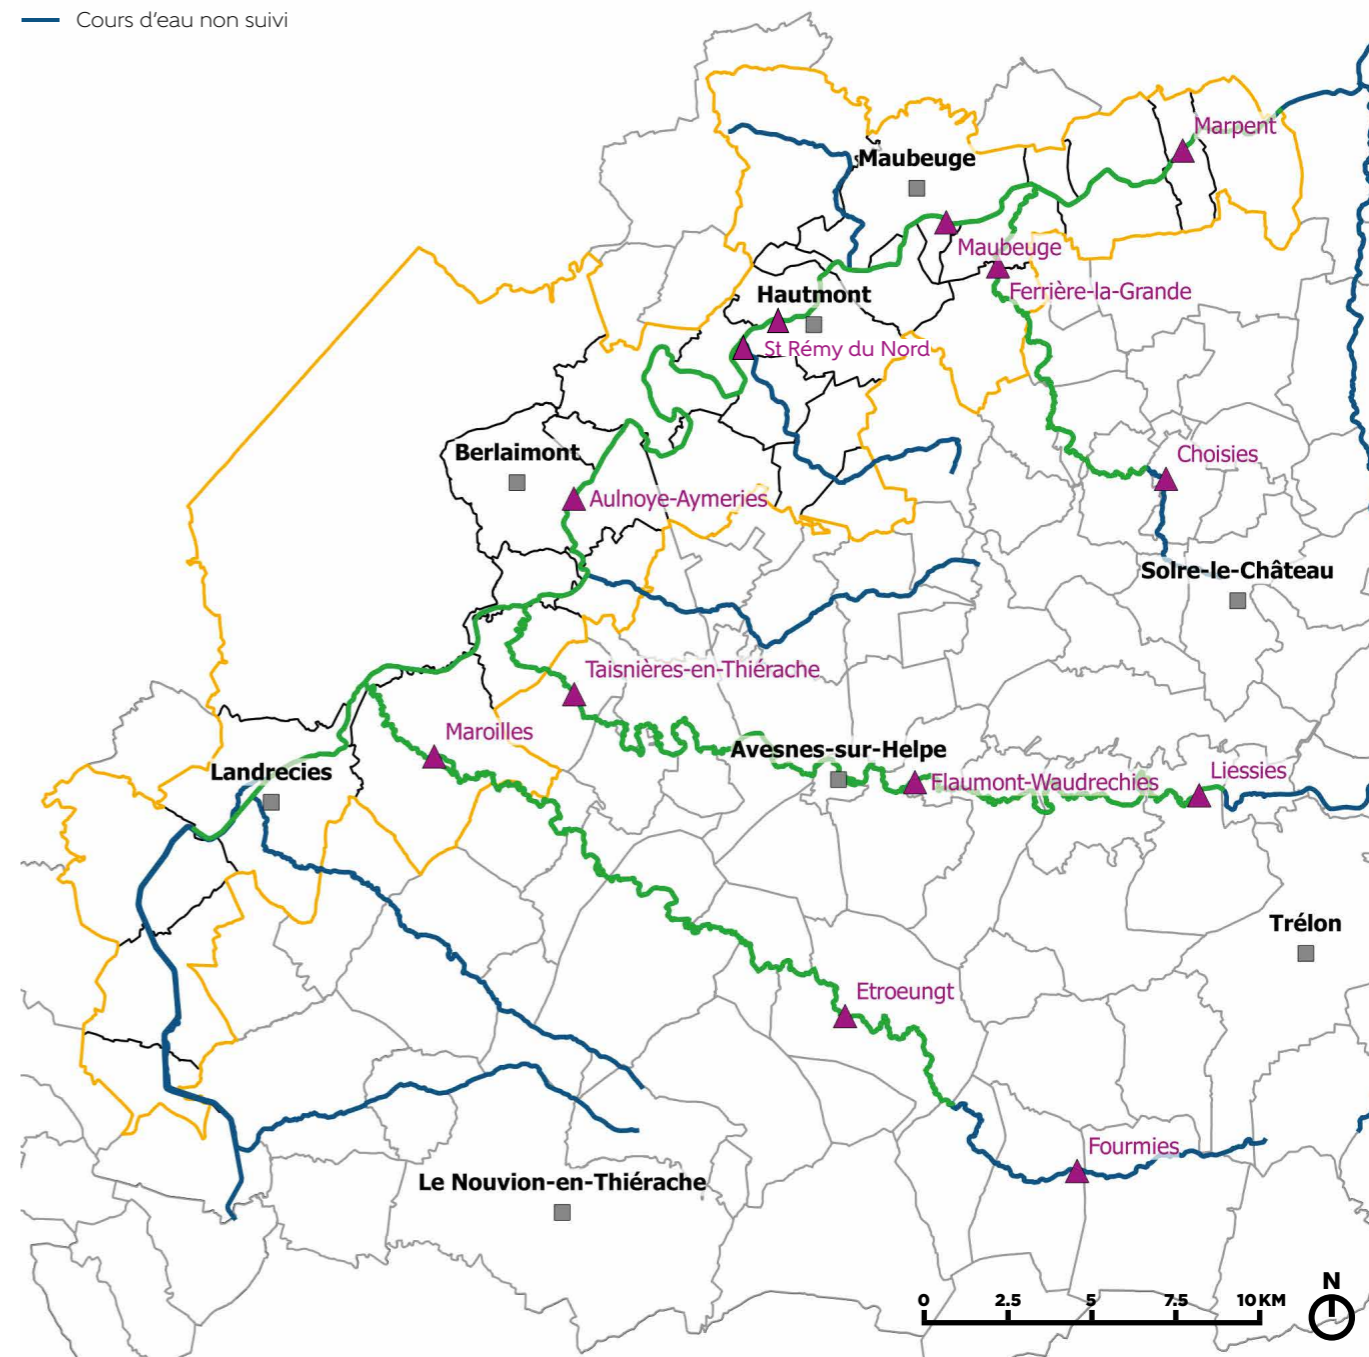 Cours d'eau non suivi
Marpent
Maubeuge
Maubeuge
Ferrière-la-Grande
Hautmont
St Rémy du Nord
Berlaimont
Choisies
Aulnoye-Aymeries
Solre-le-Château
Taisnières-en-Thiérache
Maroilles
Avesnes-sur-Helpe
Landrecies
Flaumont-Waudrechies
Liessies
Trélon
Etroeungt
Fourmies
Le Nouvion-en-Thiérache
N
0 2.5 5 7.5 10 KM